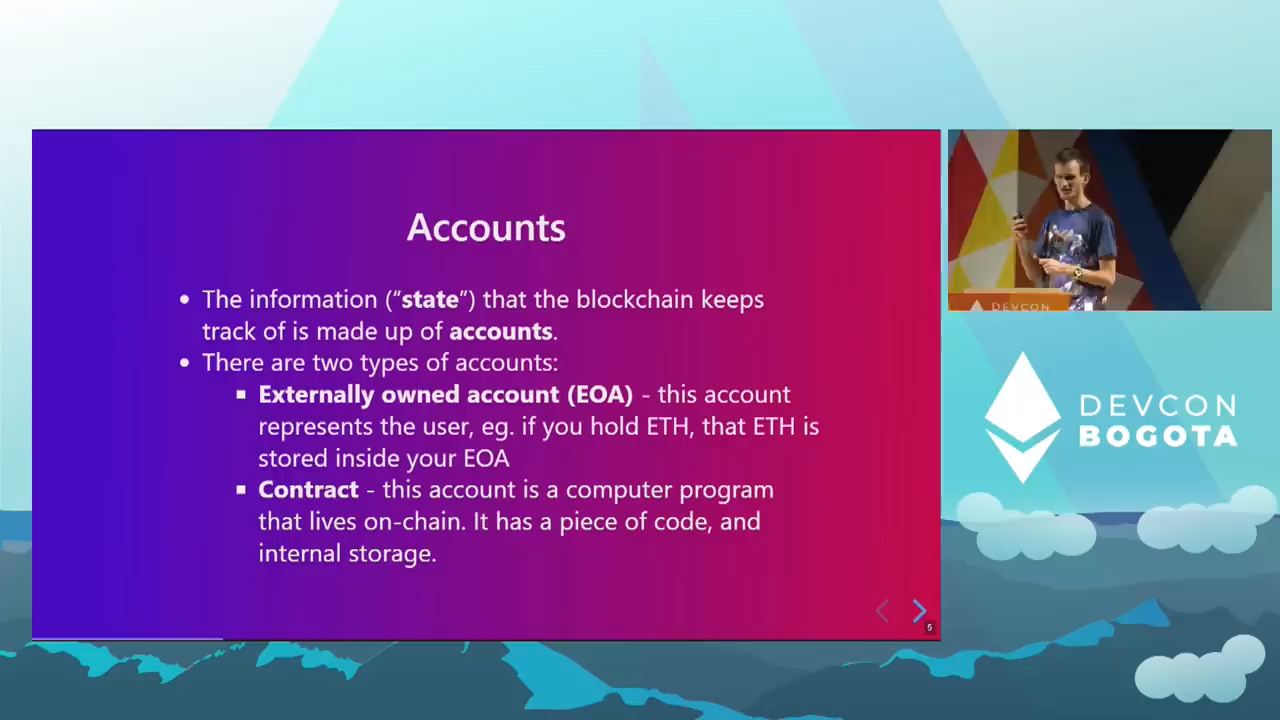 Accounts
The information (“state”) that the blockchain keeps
track of is made up of accounts.
There are two types of accounts:
Externally owned account (EOA) - this account
represents the user, eg. if you hold ETH, that ETH is
stored inside your EOA
Contract - this account is a computer program
that lives on-chain. It has a piece of code, and
internal storage.
5
DEVCON
DEVCON
BOGOTA